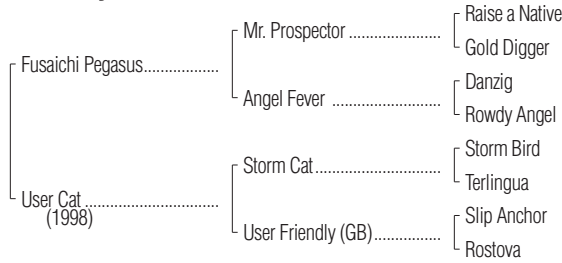 Raise a Native
Mr. Prospector ....................
Gold Digger
Fusaichi Pegasus.................
Danzig
Angel Fever ........................
Rowdy Angel
Storm Bird
Storm Cat............................
Terlingua
User Cat ..............................
(1998)
Slip Anchor
User Friendly (GB)...............
Rostova